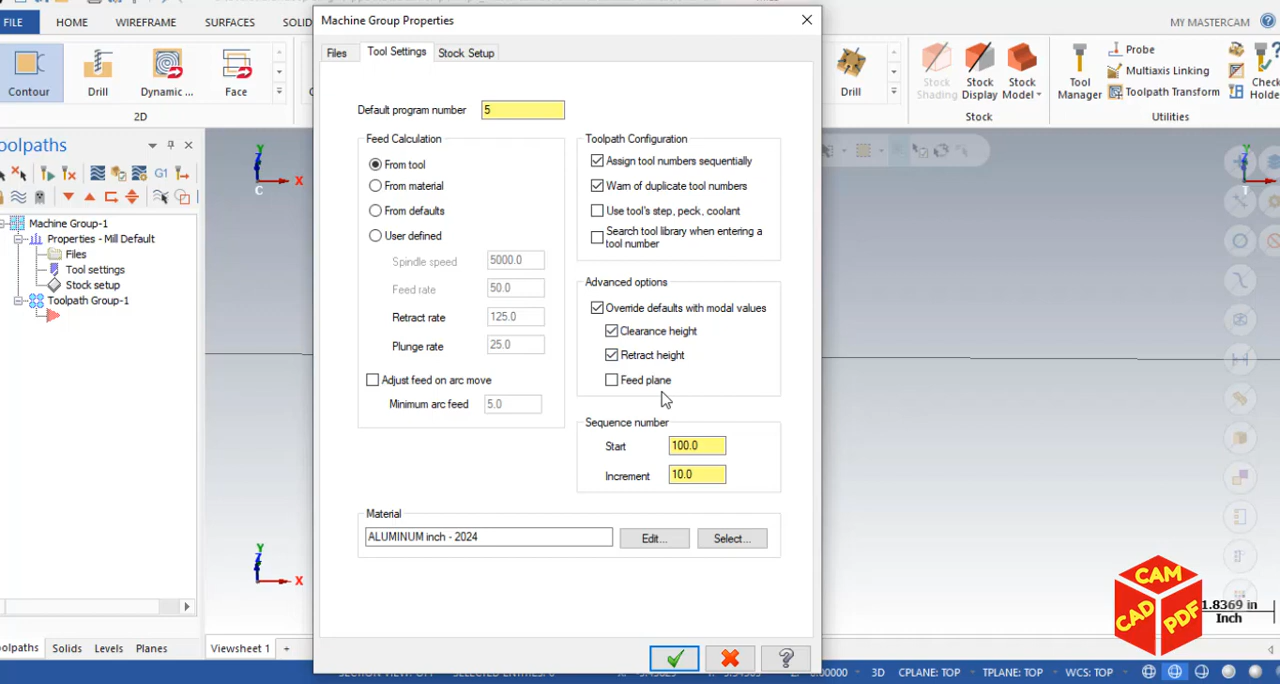 Machine Group Properties
FILE
HOME
WIREFRAME
SURFACES
MY MASTERCAM
Files
Tool Settings
Stock Setup
Contour
Drill
Dynamic ...
Face
2D
Drill
Stock Shading
Stock Display
Stock Model
Stock
Tool Manager
Probe
Multiaxis Linking
Toolpath Transform
Check
Holde
Utilities
oolpaths
G1
Machine Group-1
Properties - Mill Default
Files
Tool settings
Stock setup
Toolpath Group-1
Y
X
C
Y
X
Y
X
T
Default program number
5
Feed Calculation
From tool
From material
From defaults
User defined
Spindle speed
5000.0
Feed rate
50.0
Retract rate
125.0
Plunge rate
25.0
Adjust feed on arc move
Minimum arc feed
5.0
Toolpath Configuration
Assign tool numbers sequentially
Warn of duplicate tool numbers
Use tool's step, peck, coolant
Search tool library when entering a
tool number
Advanced options
Override defaults with modal values
Clearance height
Retract height
Feed plane
Sequence number
Start
100.0
Increment
10.0
Material
ALUMINUM inch - 2024
Edit...
Select...
CAM
CAD
PDF
1.8369 in
Inch
oolpaths
Solids
Levels
Planes
Viewsheet 1
+
3D
CPLANE: TOP
TPLANE: TOP
WCS: TOP